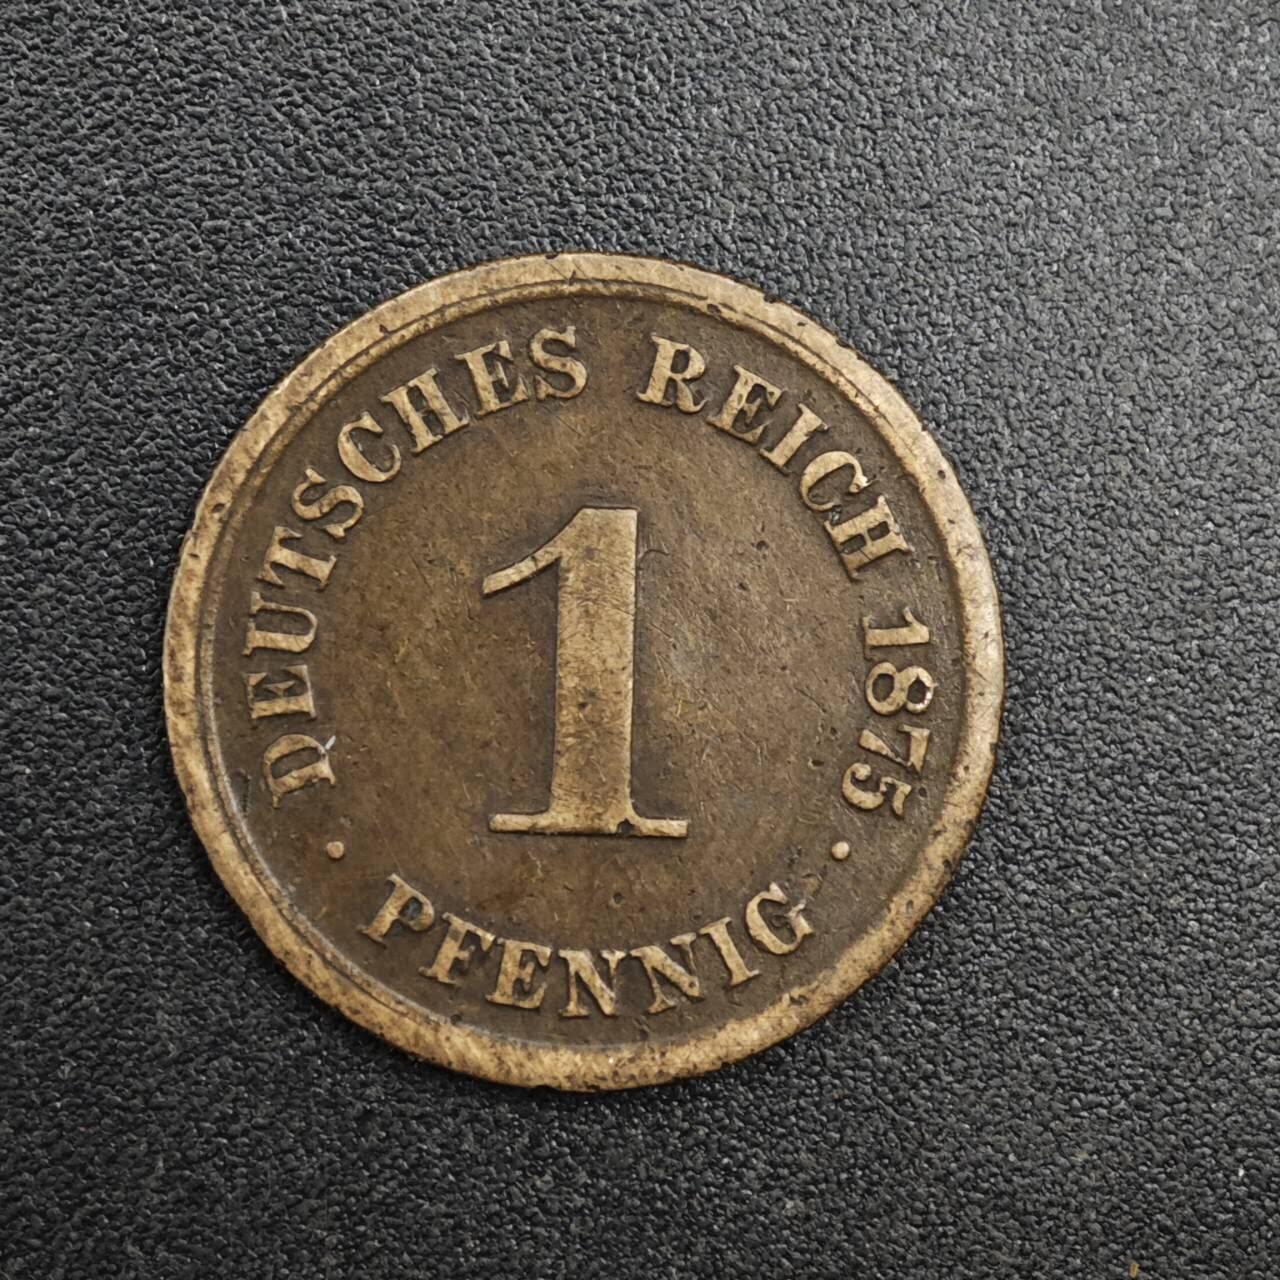 DEUTSCHES REICH 1875
1
· PFENNIG ·